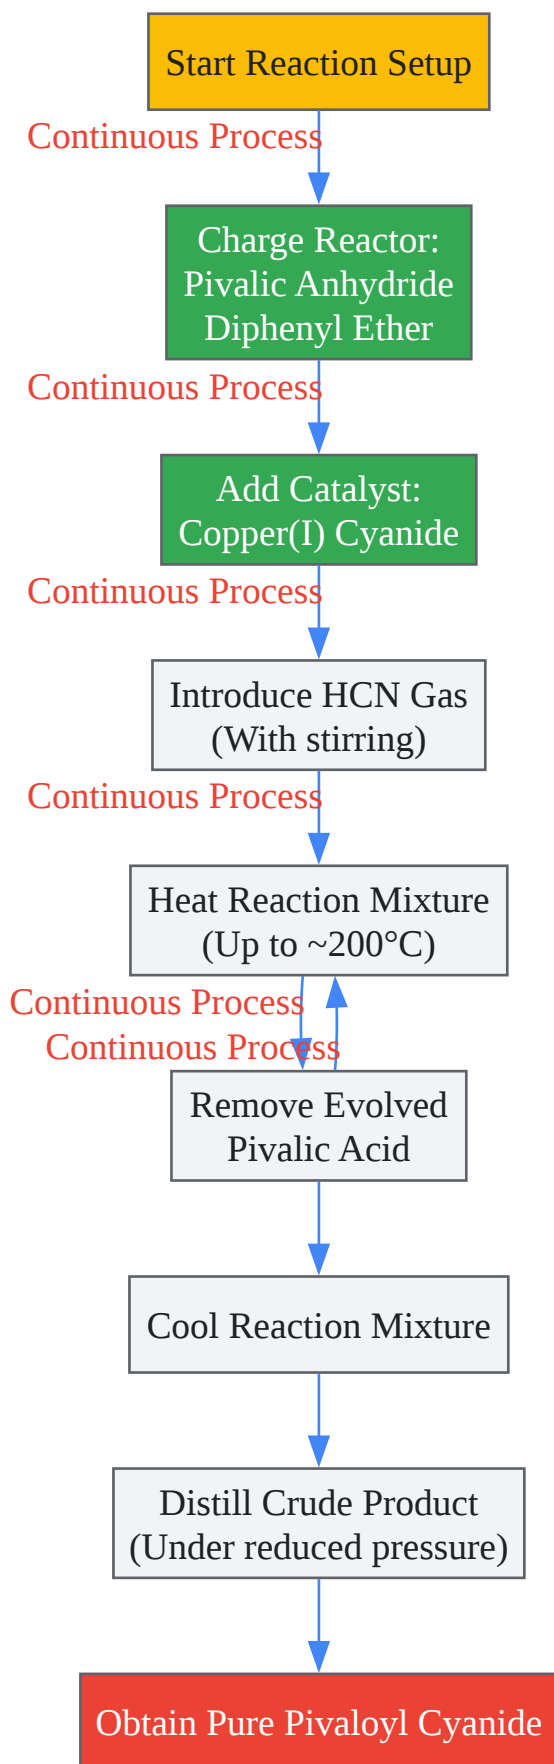 Start Reaction Setup
Continuous Process
Charge Reactor:
Pivalic Anhydride
Diphenyl Ether
Continuous Process
Add Catalyst:
Copper(I) Cyanide
Continuous Process
Introduce HCN Gas
(With stirring)
Continuous Process
Heat Reaction Mixture
(Up to ~200°C)
Continuous Process
Continuous Process
Remove Evolved
Pivalic Acid
Cool Reaction Mixture
Distill Crude Product
(Under reduced pressure)
Obtain Pure Pivaloyl Cyanide